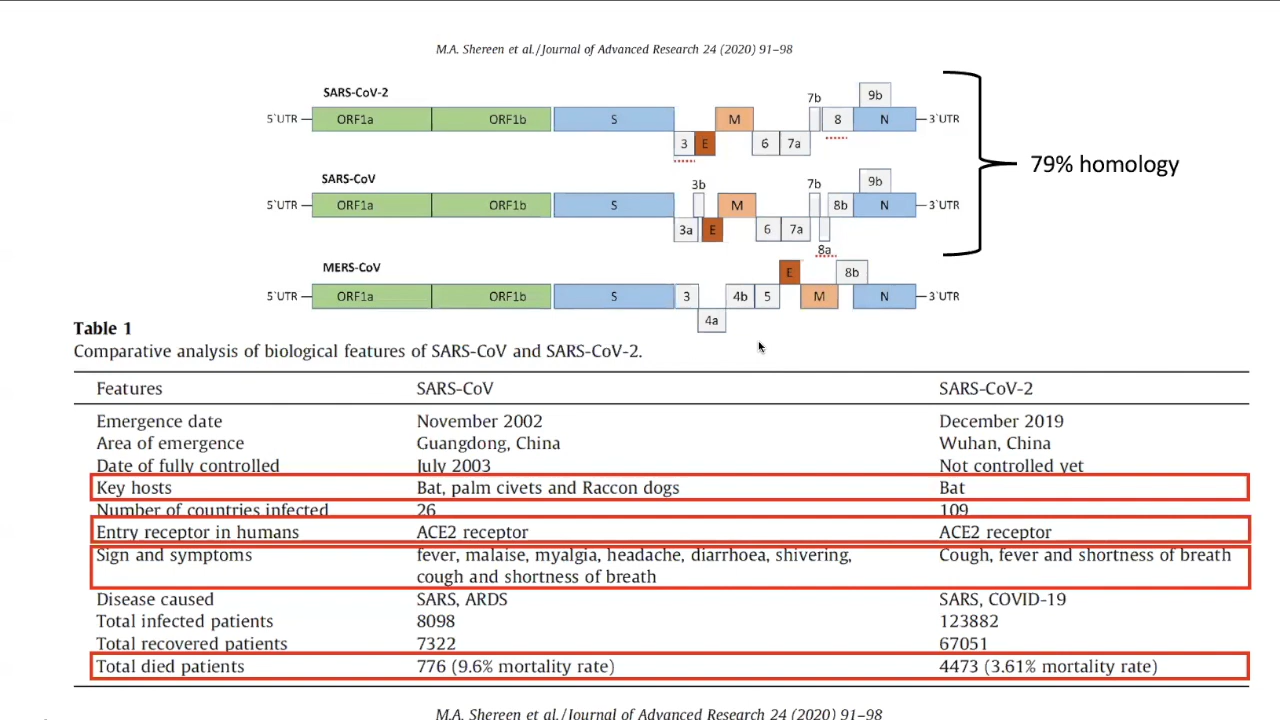 M.A. Shereen et al./Journal of Advanced Research 24 (2020) 91–98
SARS-CoV-2
5`UTR ORF1a ORF1b S 3 E M 6 7a 7b 8 9b N 3`UTR
79% homology
SARS-CoV
5`UTR ORF1a ORF1b S 3a 3b E M 6 7a 7b 8a 8b 9b N 3`UTR
MERS-CoV
5`UTR ORF1a ORF1b S 3 4a 4b 5 E M 8b N 3`UTR
Table 1
Comparative analysis of biological features of SARS-CoV and SARS-CoV-2.
Features SARS-CoV SARS-CoV-2
Emergence date November 2002 December 2019
Area of emergence Guangdong, China Wuhan, China
Date of fully controlled July 2003 Not controlled yet
Key hosts Bat, palm civets and Raccon dogs Bat
Number of countries infected 26 109
Entry receptor in humans ACE2 receptor ACE2 receptor
Sign and symptoms fever, malaise, myalgia, headache, diarrhoea, shivering, Cough, fever and shortness of breath
cough and shortness of breath
Disease caused SARS, ARDS SARS, COVID-19
Total infected patients 8098 123882
Total recovered patients 7322 67051
Total died patients 776 (9.6% mortality rate) 4473 (3.61% mortality rate)
M.A. Shereen et al./Journal of Advanced Research 24 (2020) 91–98